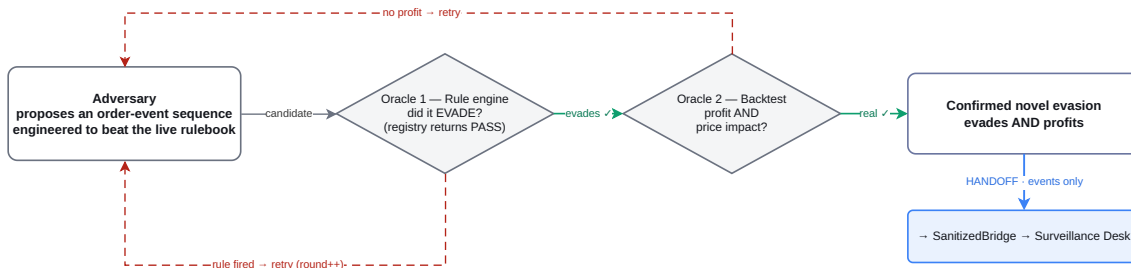 no profit → retry
Adversary
proposes an order-event sequence
engineered to beat the live rulebook
candidate
Oracle 1 — Rule engine
did it EVADE?
(registry returns PASS)
evades ✓
Oracle 2 — Backtest
profit AND
price impact?
real ✓
Confirmed novel evasion
evades AND profits
HANDOFF · events only
→ SanitizedBridge → Surveillance Desk
rule fired → retry (round++)